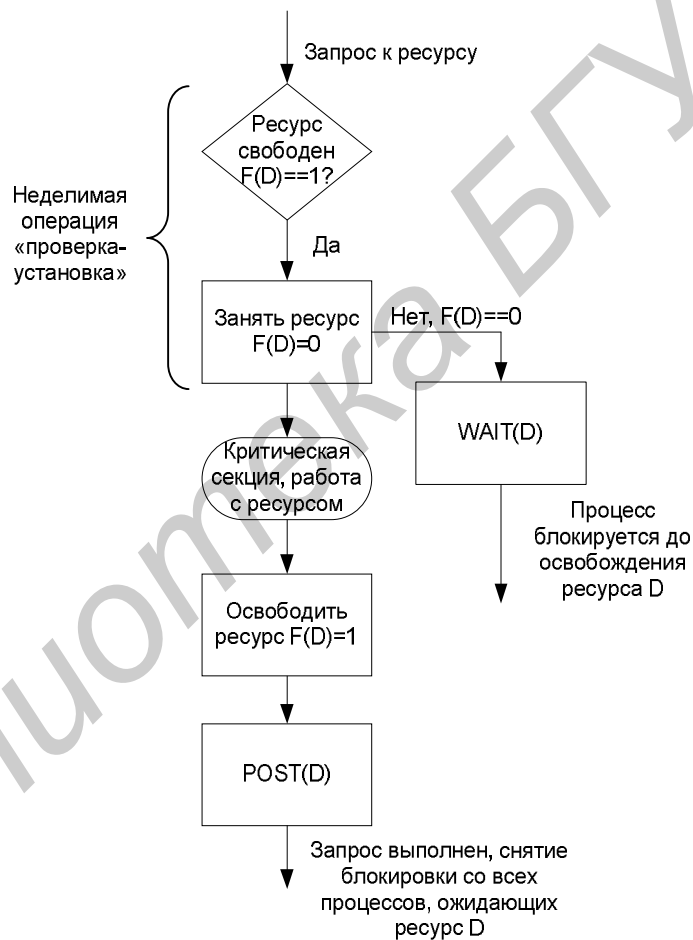 Запрос к ресурсу
Ресурс
свободен
F(D)==1?
Неделимая
операция
«проверка-
установка»
Да
Занять ресурс
F(D)=0
Нет, F(D)==0
WAIT(D)
Критическая
секция, работа
с ресурсом
Процесс
блокируется до
освобождения
ресурса D
Освободить
ресурс F(D)=1
POST(D)
Запрос выполнен, снятие
блокировки со всех
процессов, ожидающих
ресурс D